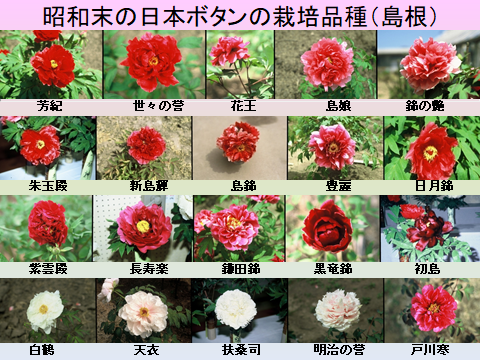 昭和末の日本ボタンの栽培品種（島根）
芳紀 世々の誉 花王 島娘 錦の艶
朱玉殿 新島輝 島錦 豊麗 日月錦
紫雲殿 長寿楽 鎌田錦 黒竜錦 初島
白鶴 天衣 扶桑司 明治の誉 戸川寒